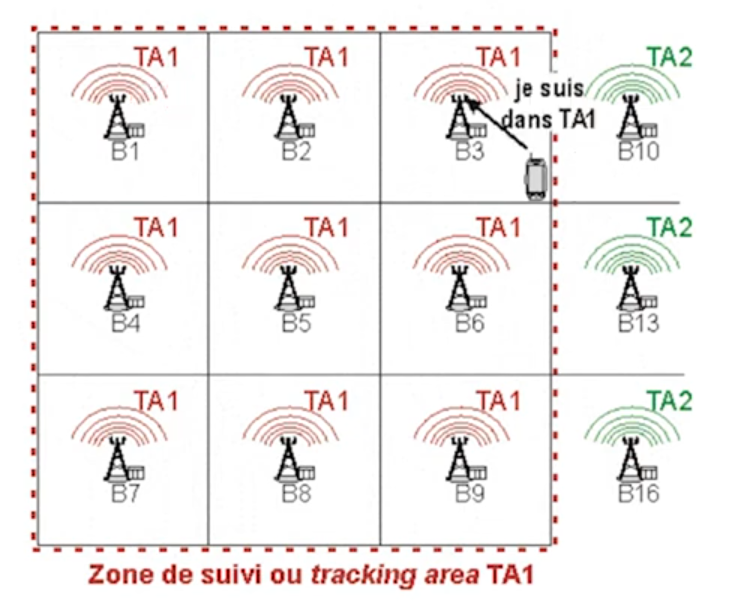 TA1 TA1 TA1 TA2
je suis
dans TA1
B1 B2 B3 B10
TA1 TA1 TA1 TA2
B4 B5 B6 B13
TA1 TA1 TA1 TA2
B7 B8 B9 B16
Zone de suivi ou tracking area TA1